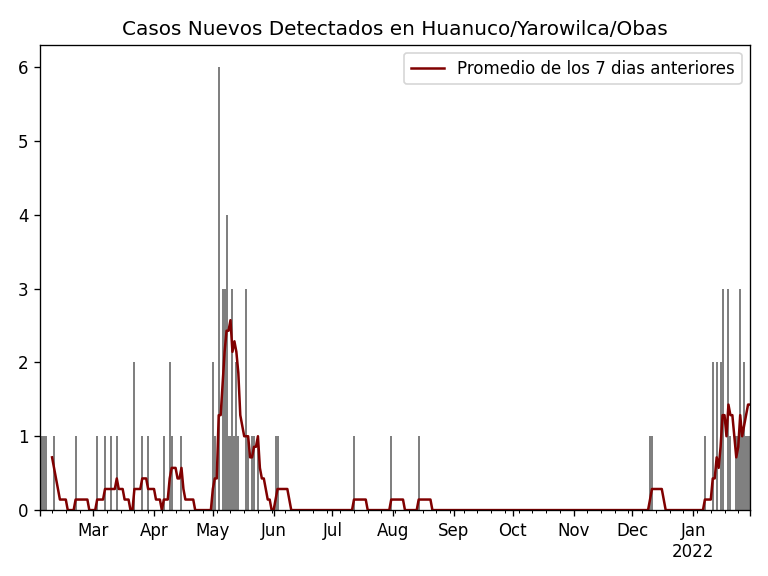 Casos Nuevos Detectados en Huanuco/Yarowilca/Obas
Promedio de los 7 dias anteriores
6
5
4
3
2
1
0
Mar Apr May Jun Jul Aug Sep Oct Nov Dec Jan
2022